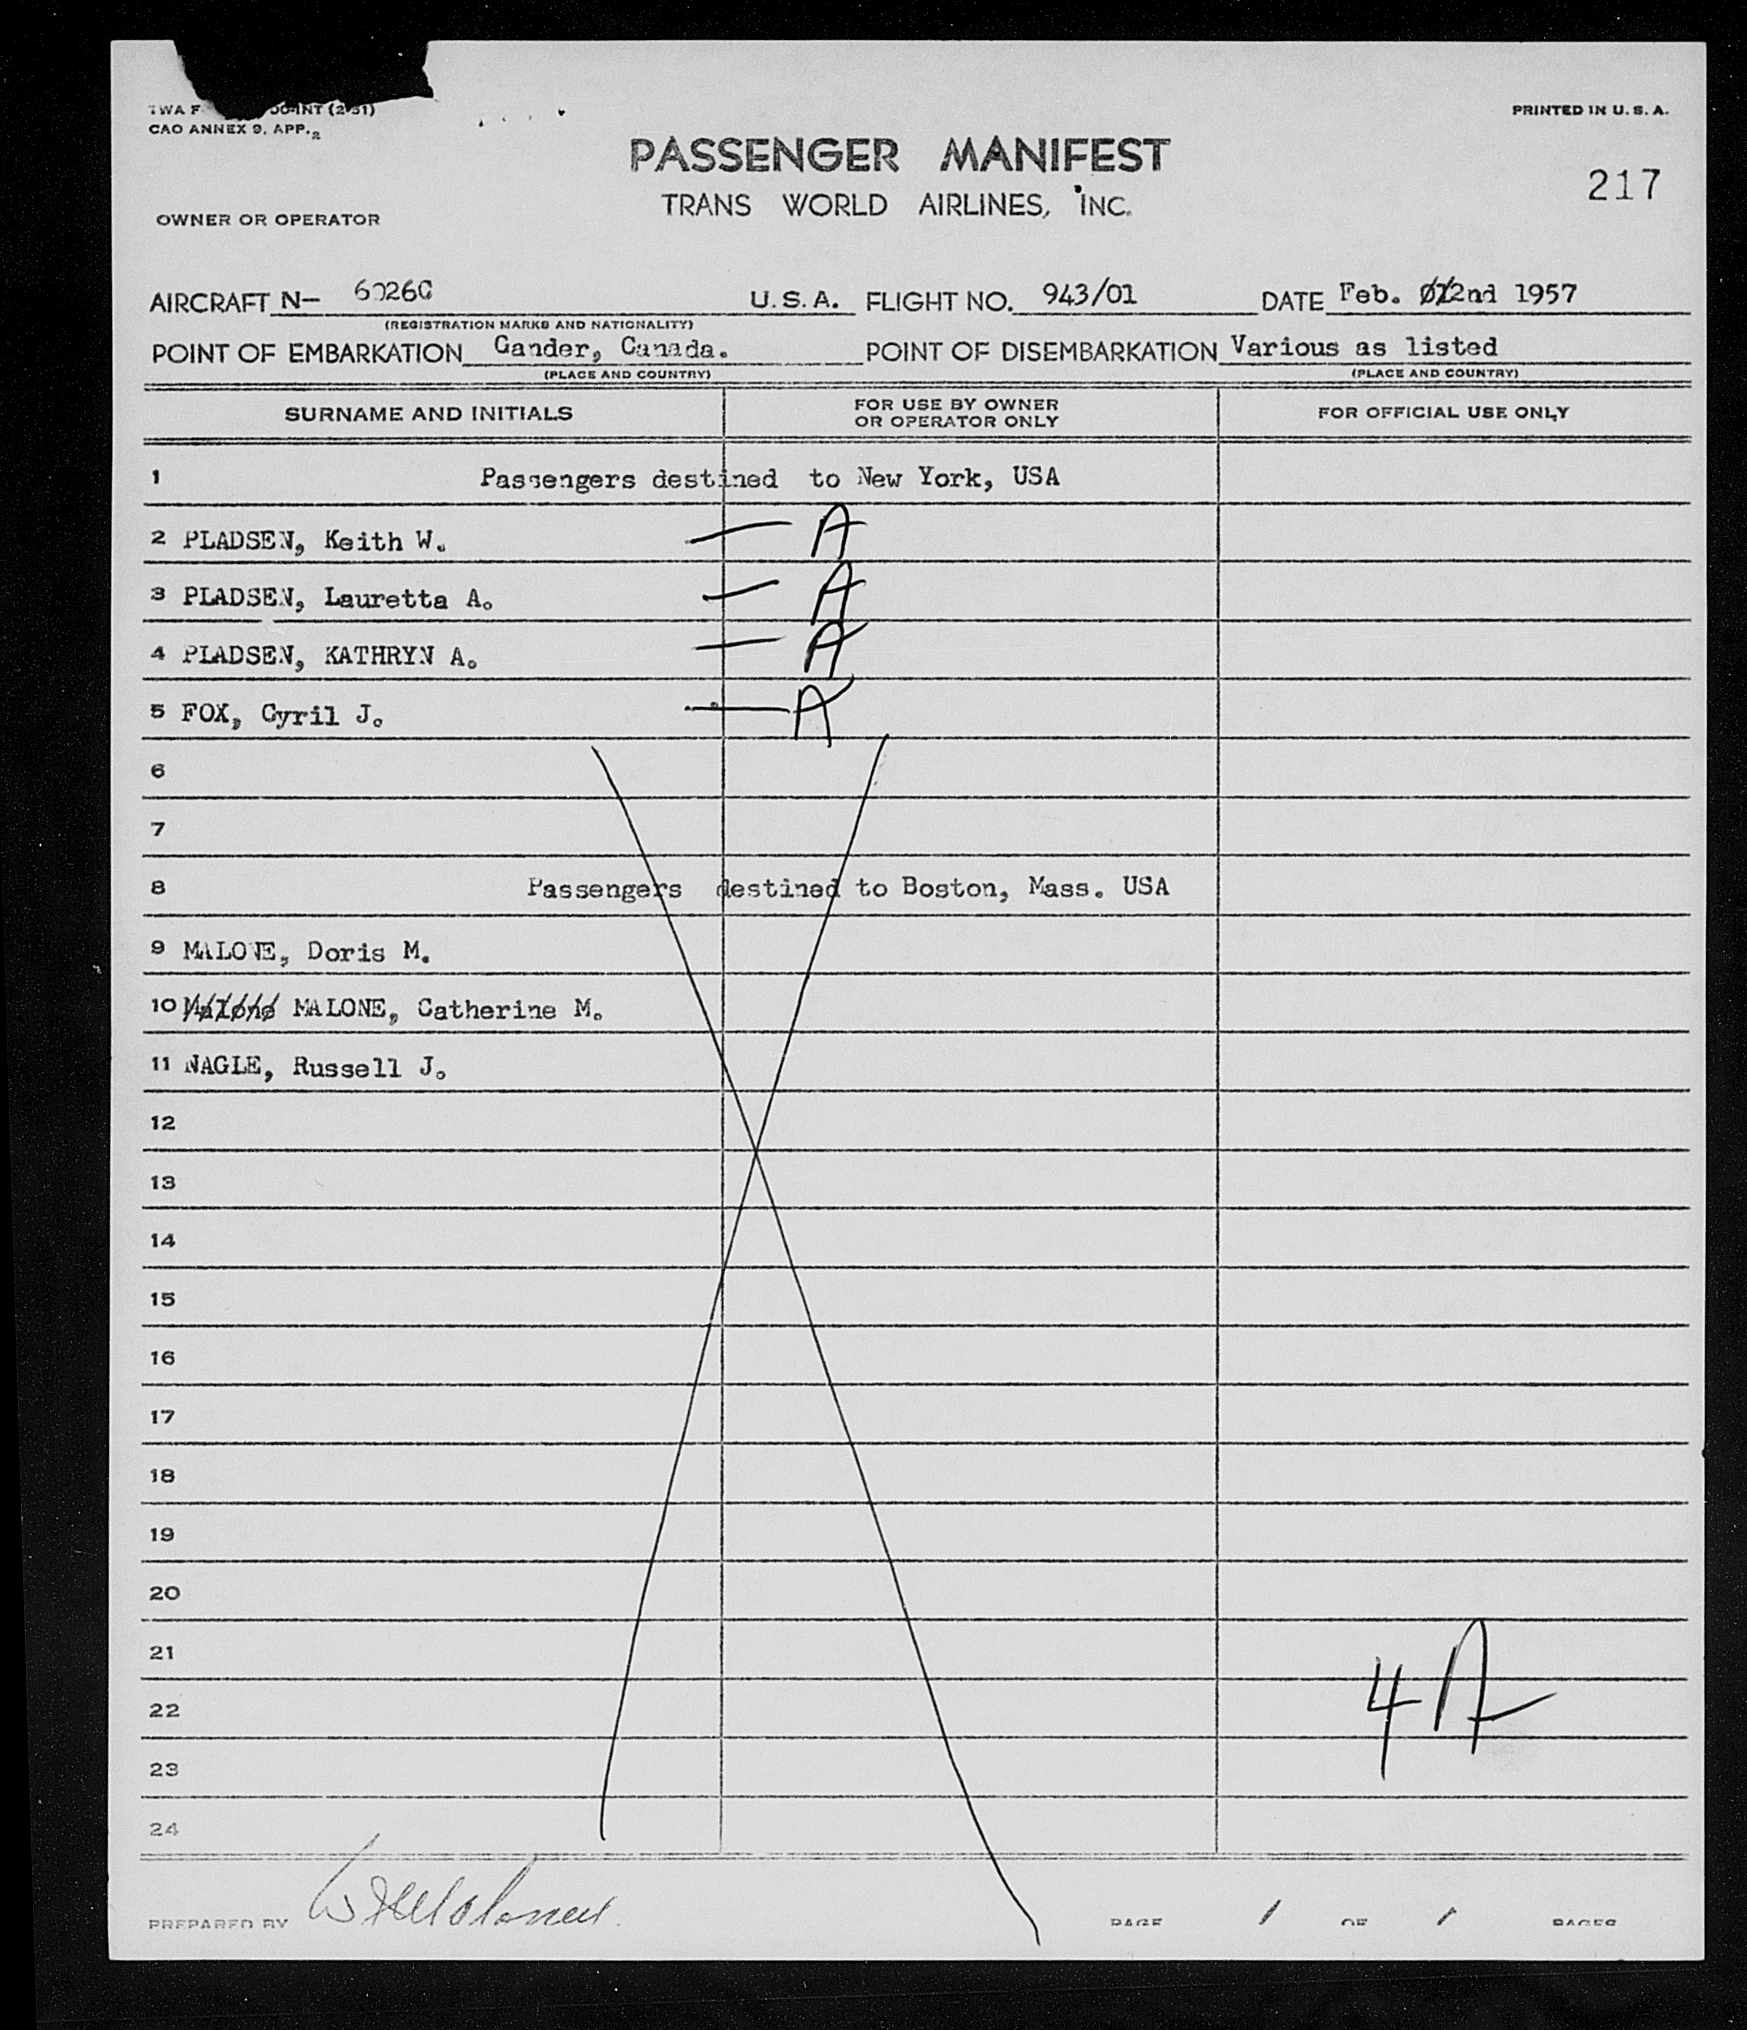 TWA F     INT (2-51)
PRINTED IN U. S. A.
CAO ANNEX 9. APP. 2
PASSENGER MANIFEST
217
TRANS WORLD AIRLINES, INC.
OWNER OR OPERATOR
AIRCRAFT N- 6026C U.S.A. FLIGHT NO. 943/01 DATE Feb. 2nd 1957
(REGISTRATION MARKS AND NATIONALITY)
POINT OF EMBARKATION Gander, Canada. POINT OF DISEMBARKATION Various as listed
(PLACE AND COUNTRY) (PLACE AND COUNTRY)
SURNAME AND INITIALS FOR USE BY OWNER OR OPERATOR ONLY FOR OFFICIAL USE ONLY
1 Passengers destined to New York, USA
2 PLADSEN, Keith W. — A
3 PLADSEN, Lauretta A. — A
4 PLADSEN, KATHRYN A. — A
5 FOX, Cyril J. — A
6
7
8 Passengers destined to Boston, Mass. USA
9 MALONE, Doris M.
10 Malone MALONE, Catherine M.
11 NAGLE, Russell J.
12
13
14
15
16
17
18
19
20
21
22 4 A
23
24
PREPARED BY PAGE 1 OF 1 PAGES